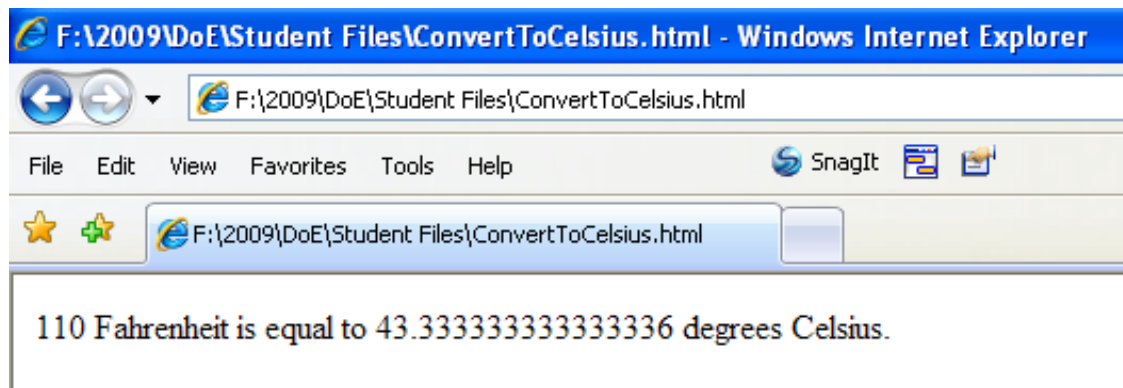 F:\2009\DoE\Student Files\ConvertToCelsius.html - Windows Internet Explorer
F:\2009\DoE\Student Files\ConvertToCelsius.html
File Edit View Favorites Tools Help SnagIt
F:\2009\DoE\Student Files\ConvertToCelsius.html
110 Fahrenheit is equal to 43.333333333333336 degrees Celsius.